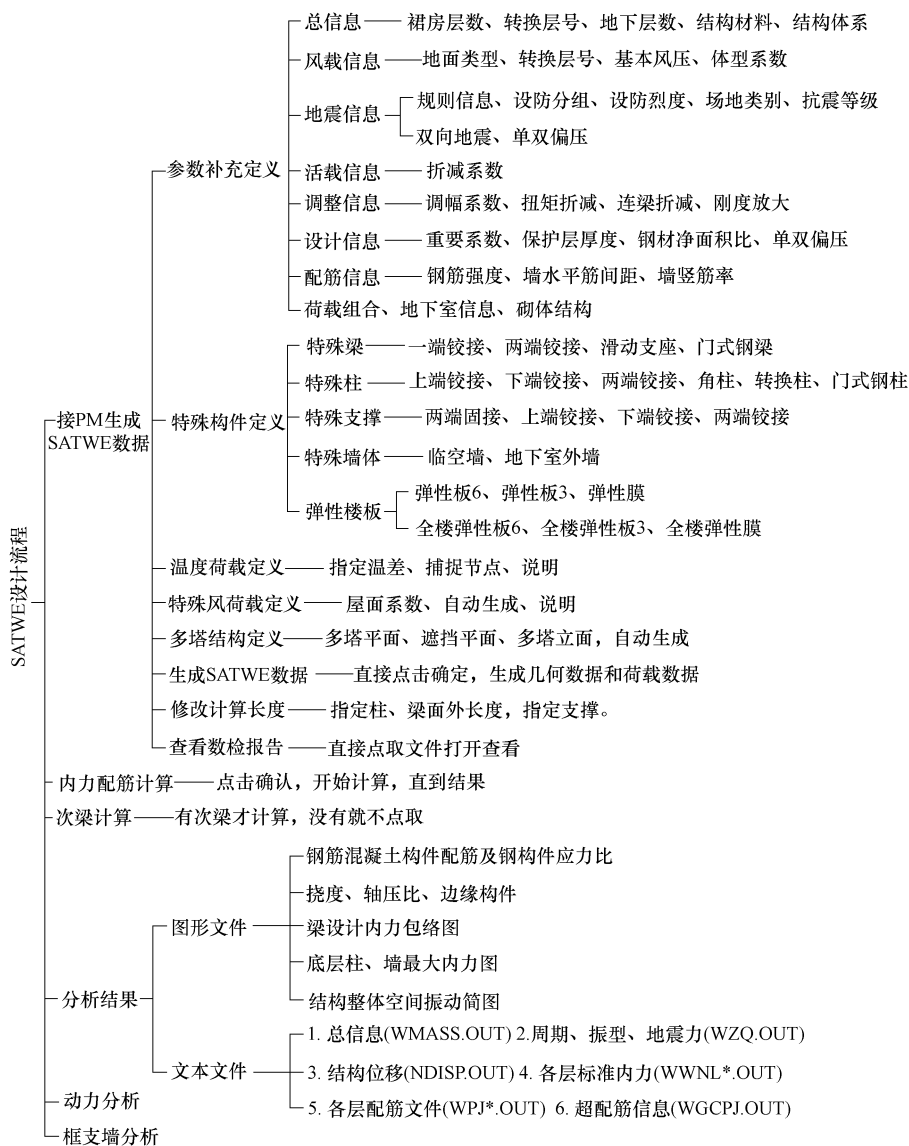 SATWE设计流程
接PM生成
SATWE数据
参数补充定义
总信息
裙房层数、转换层号、地下层数、结构材料、结构体系
风载信息
地面类型、转换层号、基本风压、体型系数
地震信息
规则信息、设防分组、设防烈度、场地类别、抗震等级
双向地震、单双偏压
活载信息
折减系数
调整信息
调幅系数、扭矩折减、连梁折减、刚度放大
设计信息
重要系数、保护层厚度、钢材净面积比、单双偏压
配筋信息
钢筋强度、墙水平筋间距、墙竖筋率
荷载组合、地下室信息、砌体结构
特殊构件定义
特殊梁
一端铰接、两端铰接、滑动支座、门式钢梁
特殊柱
上端铰接、下端铰接、两端铰接、角柱、转换柱、门式钢柱
特殊支撑
两端固接、上端铰接、下端铰接、两端铰接
特殊墙体
临空墙、地下室外墙
弹性楼板
弹性板6、弹性板3、弹性膜
全楼弹性板6、全楼弹性板3、全楼弹性膜
温度荷载定义
指定温差、捕捉节点、说明
特殊风荷载定义
屋面系数、自动生成、说明
多塔结构定义
多塔平面、遮挡平面、多塔立面，自动生成
生成SATWE数据
直接点击确定，生成几何数据和荷载数据
修改计算长度
指定柱、梁面外长度，指定支撑。
查看数检报告
直接点取文件打开查看
内力配筋计算
点击确认，开始计算，直到结果
次梁计算
有次梁才计算，没有就不点取
分析结果
图形文件
钢筋混凝土构件配筋及钢构件应力比
挠度、轴压比、边缘构件
梁设计内力包络图
底层柱、墙最大内力图
结构整体空间振动简图
文本文件
1. 总信息(WMASS.OUT) 2.周期、振型、地震力(WZQ.OUT)
3. 结构位移(NDISP.OUT) 4. 各层标准内力(WWNL*.OUT)
5. 各层配筋文件(WPJ*.OUT) 6. 超配筋信息(WGCPJ.OUT)
动力分析
框支墙分析